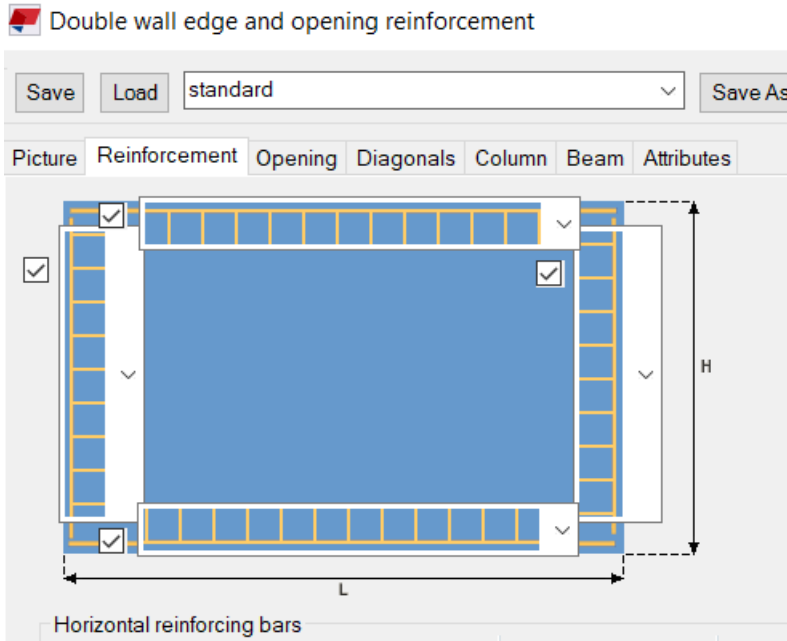 Double wall edge and opening reinforcement
Save Load standard Save As
Picture Reinforcement Opening Diagonals Column Beam Attributes
H
L
Horizontal reinforcing bars